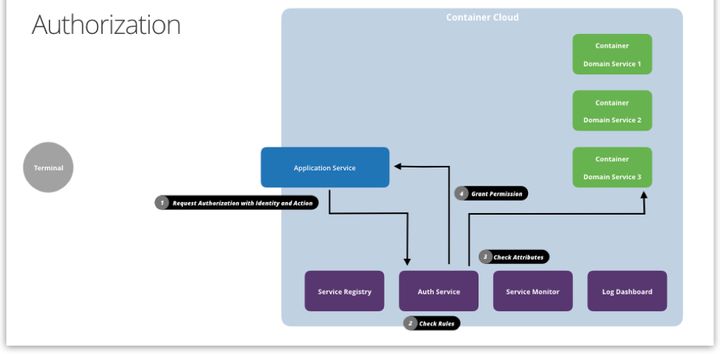 Authorization
Container Cloud
Container
Domain Service 1
Container
Domain Service 2
Container
Domain Service 3
Terminal
Application Service
4 Grant Permission
1 Request Authorization with Identity and Action
3 Check Attributes
Service Registry
Auth Service
Service Monitor
Log Dashboard
2 Check Rules